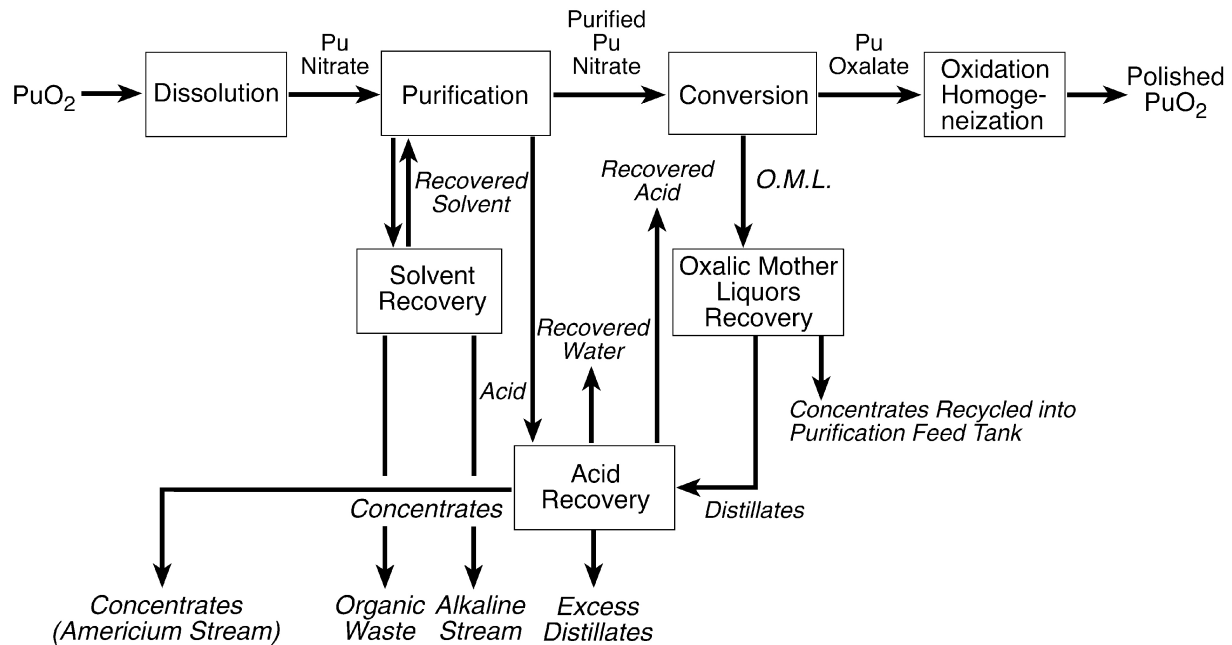 PuO2
Dissolution
Pu
Nitrate
Purification
Purified
Pu
Nitrate
Conversion
Pu
Oxalate
Oxidation
Homoge-
neization
Polished
PuO2
Recovered
Solvent
Recovered
Acid
O.M.L.
Solvent
Recovery
Oxalic Mother
Liquors
Recovery
Recovered
Water
Acid
Concentrates Recycled into
Purification Feed Tank
Acid
Recovery
Concentrates
Distillates
Concentrates
(Americium Stream)
Organic
Waste
Alkaline
Stream
Excess
Distillates